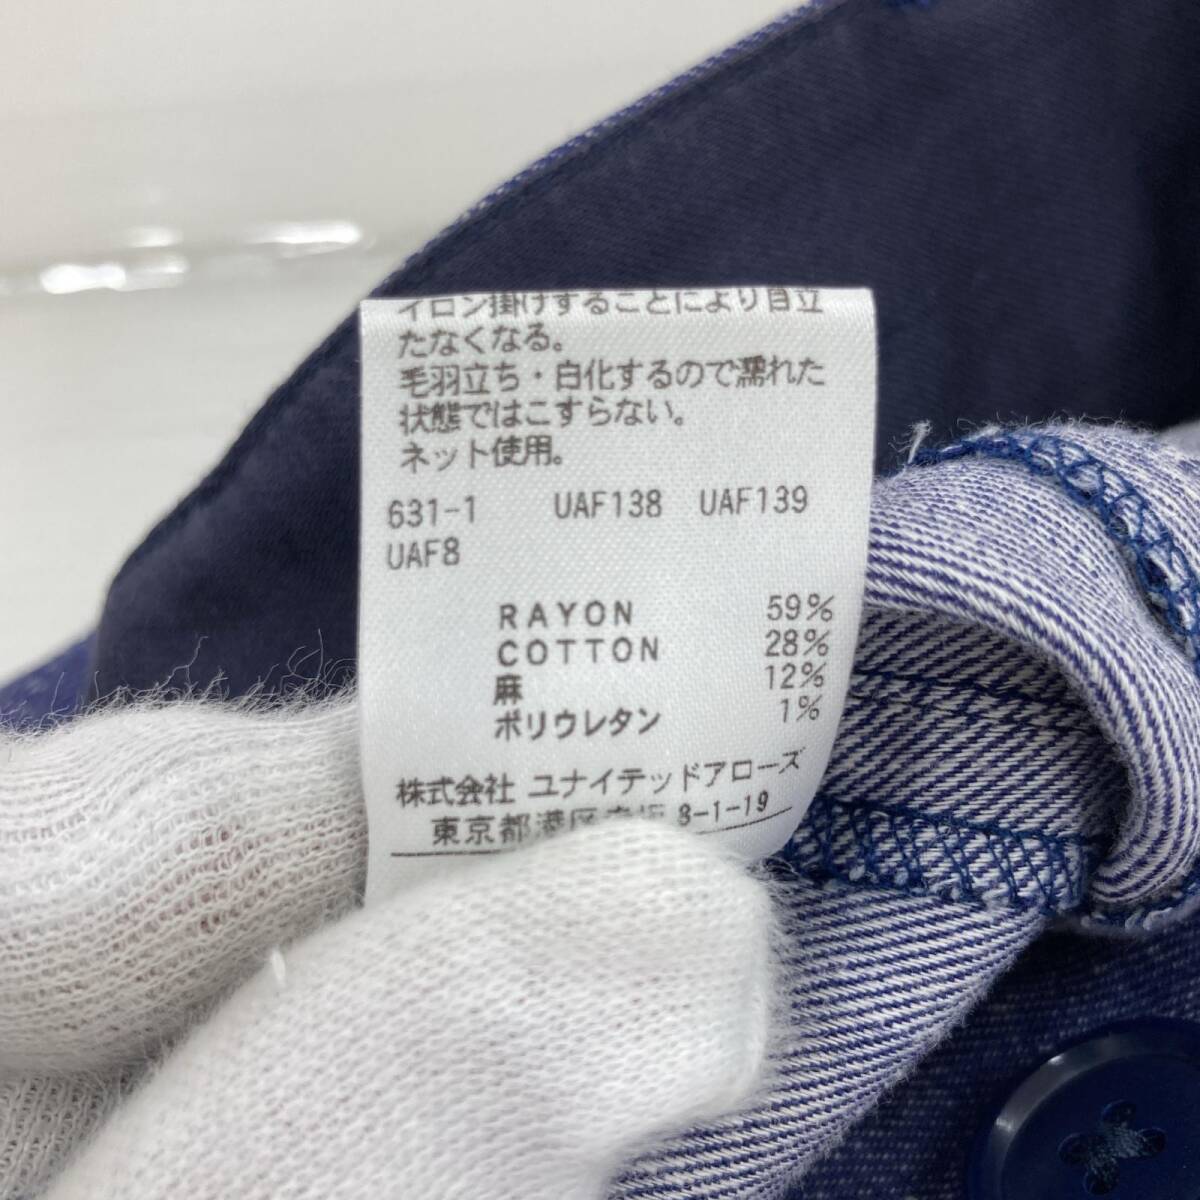 イロン掛けすることにより目立
たなくなる。
毛羽立ち・白化するので濡れた
状態ではこすらない。
ネット使用。
631-1 UAF138 UAF139
UAF8
RAYON 59%
COTTON 28%
麻 12%
ポリウレタン 1%
株式会社 ユナイテッドアローズ
東京都港区赤坂 8-1-19